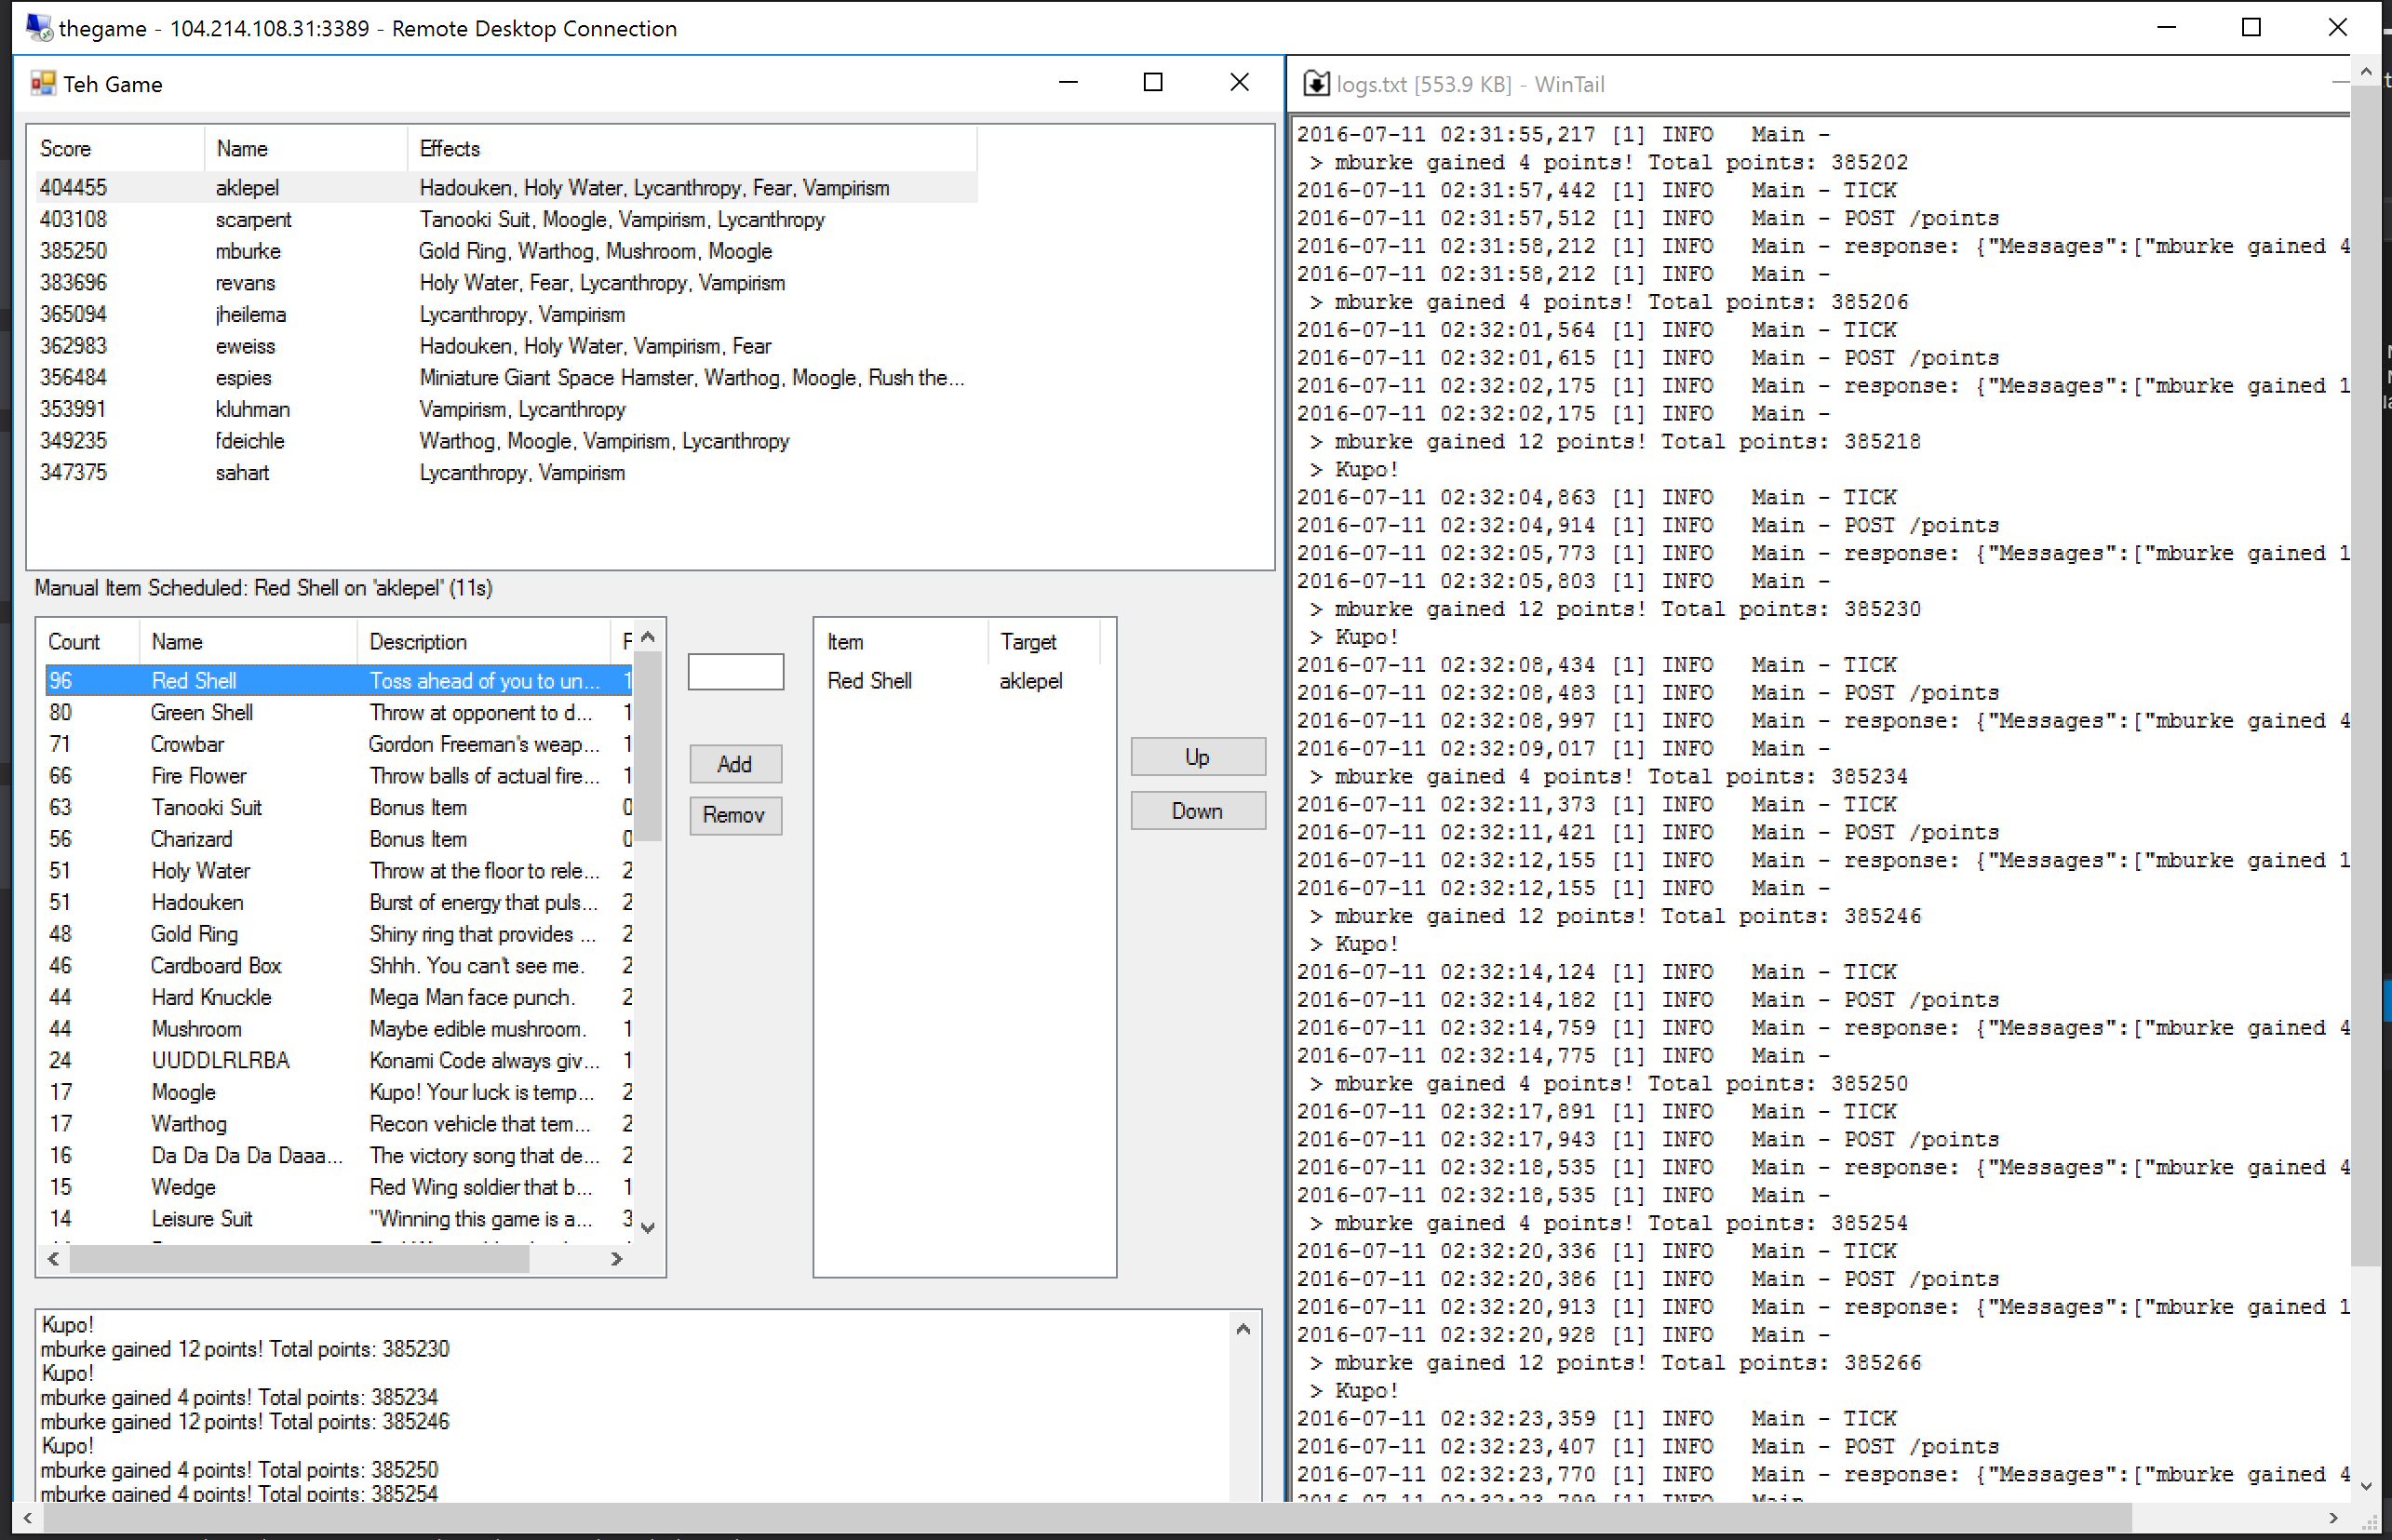 thegame - 104.214.108.31:3389 - Remote Desktop Connection
Teh Game
Score Name Effects
404455 aklepel Hadouken, Holy Water, Lycanthropy, Fear, Vampirism
403108 scarpent Tanooki Suit, Moogle, Vampirism, Lycanthropy
385250 mburke Gold Ring, Warthog, Mushroom, Moogle
383696 revans Holy Water, Fear, Lycanthropy, Vampirism
365094 jheilema Lycanthropy, Vampirism
362983 eweiss Hadouken, Holy Water, Vampirism, Fear
356484 espies Miniature Giant Space Hamster, Warthog, Moogle, Rush the...
353991 kluhman Vampirism, Lycanthropy
349235 fdeichle Warthog, Moogle, Vampirism, Lycanthropy
347375 sahart Lycanthropy, Vampirism
Manual Item Scheduled: Red Shell on 'aklepel' (11s)
Count Name Description F
96 Red Shell Toss ahead of you to un... 1
80 Green Shell Throw at opponent to d... 1
71 Crowbar Gordon Freeman's weap... 1
66 Fire Flower Throw balls of actual fire... 1
63 Tanooki Suit Bonus Item 0
56 Charizard Bonus Item 0
51 Holy Water Throw at the floor to rele... 2
51 Hadouken Burst of energy that puls... 2
48 Gold Ring Shiny ring that provides ... 2
46 Cardboard Box Shhh. You can't see me. 2
44 Hard Knuckle Mega Man face punch. 2
44 Mushroom Maybe edible mushroom. 1
24 UUDDLRLRBA Konami Code always giv... 1
17 Moogle Kupo! Your luck is temp... 2
17 Warthog Recon vehicle that tem... 2
16 Da Da Da Da Daaa... The victory song that de... 2
15 Wedge Red Wing soldier that b... 1
14 Leisure Suit "Winning this game is a... 3
Add
Remov
Item Target
Red Shell aklepel
Up
Down
Kupo!
mburke gained 12 points! Total points: 385230
Kupo!
mburke gained 4 points! Total points: 385234
mburke gained 12 points! Total points: 385246
Kupo!
mburke gained 4 points! Total points: 385250
mburke gained 4 points! Total points: 385254
logs.txt [553.9 KB] - WinTail
2016-07-11 02:31:55,217 [1] INFO Main -
> mburke gained 4 points! Total points: 385202
2016-07-11 02:31:57,442 [1] INFO Main - TICK
2016-07-11 02:31:57,512 [1] INFO Main - POST /points
2016-07-11 02:31:58,212 [1] INFO Main - response: {"Messages":["mburke gained 4
2016-07-11 02:31:58,212 [1] INFO Main -
> mburke gained 4 points! Total points: 385206
2016-07-11 02:32:01,564 [1] INFO Main - TICK
2016-07-11 02:32:01,615 [1] INFO Main - POST /points
2016-07-11 02:32:02,175 [1] INFO Main - response: {"Messages":["mburke gained 1
2016-07-11 02:32:02,175 [1] INFO Main -
> mburke gained 12 points! Total points: 385218
> Kupo!
2016-07-11 02:32:04,863 [1] INFO Main - TICK
2016-07-11 02:32:04,914 [1] INFO Main - POST /points
2016-07-11 02:32:05,773 [1] INFO Main - response: {"Messages":["mburke gained 1
2016-07-11 02:32:05,803 [1] INFO Main -
> mburke gained 12 points! Total points: 385230
> Kupo!
2016-07-11 02:32:08,434 [1] INFO Main - TICK
2016-07-11 02:32:08,483 [1] INFO Main - POST /points
2016-07-11 02:32:08,997 [1] INFO Main - response: {"Messages":["mburke gained 4
2016-07-11 02:32:09,017 [1] INFO Main -
> mburke gained 4 points! Total points: 385234
2016-07-11 02:32:11,373 [1] INFO Main - TICK
2016-07-11 02:32:11,421 [1] INFO Main - POST /points
2016-07-11 02:32:12,155 [1] INFO Main - response: {"Messages":["mburke gained 1
2016-07-11 02:32:12,155 [1] INFO Main -
> mburke gained 12 points! Total points: 385246
> Kupo!
2016-07-11 02:32:14,124 [1] INFO Main - TICK
2016-07-11 02:32:14,182 [1] INFO Main - POST /points
2016-07-11 02:32:14,759 [1] INFO Main - response: {"Messages":["mburke gained 4
2016-07-11 02:32:14,775 [1] INFO Main -
> mburke gained 4 points! Total points: 385250
2016-07-11 02:32:17,891 [1] INFO Main - TICK
2016-07-11 02:32:17,943 [1] INFO Main - POST /points
2016-07-11 02:32:18,535 [1] INFO Main - response: {"Messages":["mburke gained 4
2016-07-11 02:32:18,535 [1] INFO Main -
> mburke gained 4 points! Total points: 385254
2016-07-11 02:32:20,336 [1] INFO Main - TICK
2016-07-11 02:32:20,386 [1] INFO Main - POST /points
2016-07-11 02:32:20,913 [1] INFO Main - response: {"Messages":["mburke gained 1
2016-07-11 02:32:20,928 [1] INFO Main -
> mburke gained 12 points! Total points: 385266
> Kupo!
2016-07-11 02:32:23,359 [1] INFO Main - TICK
2016-07-11 02:32:23,407 [1] INFO Main - POST /points
2016-07-11 02:32:23,770 [1] INFO Main - response: {"Messages":["mburke gained 4